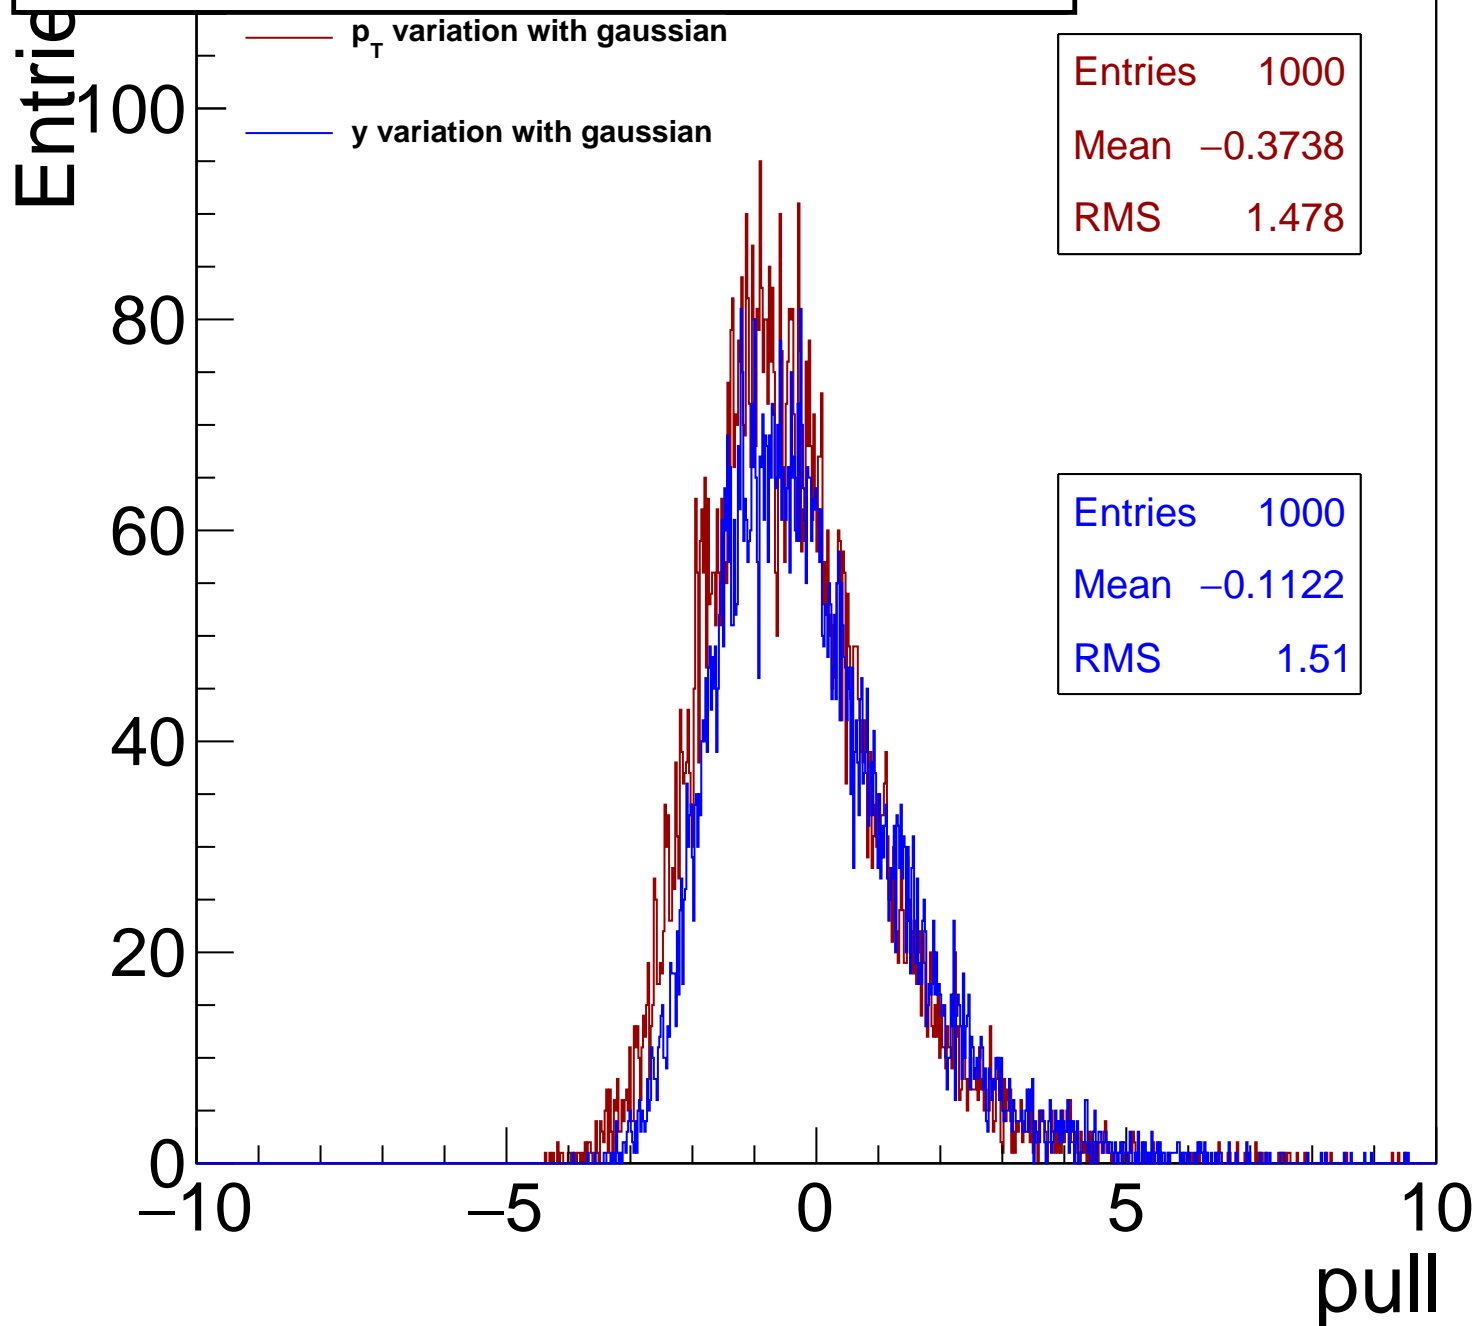 p_T variation with gaussian
y variation with gaussian
Entries 1000
Mean −0.3738
RMS 1.478
Entries 1000
Mean −0.1122
RMS 1.51
Entrie
100
80
60
40
20
0
−10 −5 0 5 10
pull